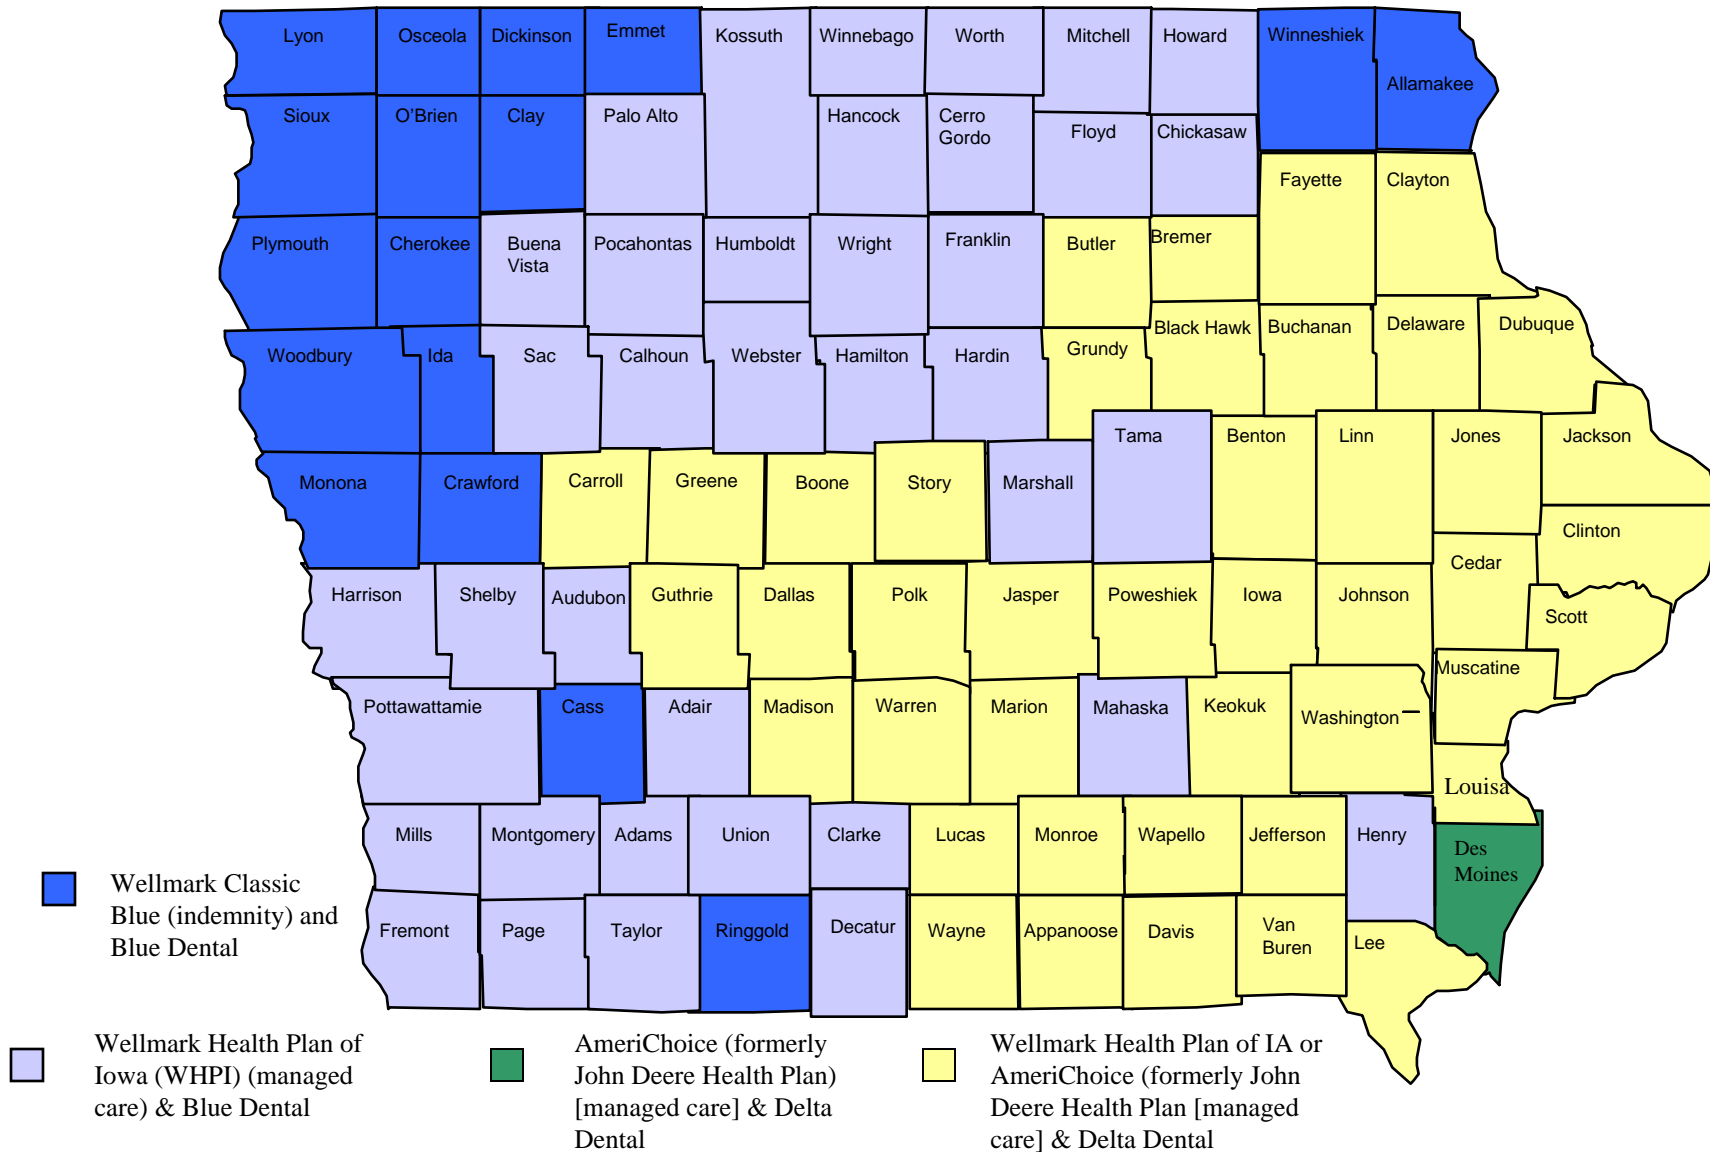 Lyon
Osceola
Dickinson
Emmet
Kossuth
Winnebago
Worth
Mitchell
Howard
Winneshiek
Allamakee
Sioux
O’Brien
Clay
Palo Alto
Hancock
Cerro
Gordo
Floyd
Chickasaw
Fayette
Clayton
Plymouth
Cherokee
Buena
Vista
Pocahontas
Humboldt
Wright
Franklin
Butler
Bremer
Woodbury
Ida
Sac
Calhoun
Webster
Hamilton
Hardin
Grundy
Black Hawk
Buchanan
Delaware
Dubuque
Monona
Crawford
Carroll
Greene
Boone
Story
Marshall
Tama
Benton
Linn
Jones
Jackson
Clinton
Cedar
Harrison
Shelby
Audubon
Guthrie
Dallas
Polk
Jasper
Poweshiek
Iowa
Johnson
Scott
Muscatine
Pottawattamie
Cass
Adair
Madison
Warren
Marion
Mahaska
Keokuk
Washington
Louisa
Mills
Montgomery
Adams
Union
Clarke
Lucas
Monroe
Wapello
Jefferson
Henry
Des
Moines
Fremont
Page
Taylor
Ringgold
Decatur
Wayne
Appanoose
Davis
Van
Buren
Lee
Wellmark Classic
Blue (indemnity) and
Blue Dental
Wellmark Health Plan of
Iowa (WHPI) (managed
care) & Blue Dental
AmeriChoice (formerly
John Deere Health Plan)
[managed care] & Delta
Dental
Wellmark Health Plan of IA or
AmeriChoice (formerly John
Deere Health Plan [managed
care] & Delta Dental